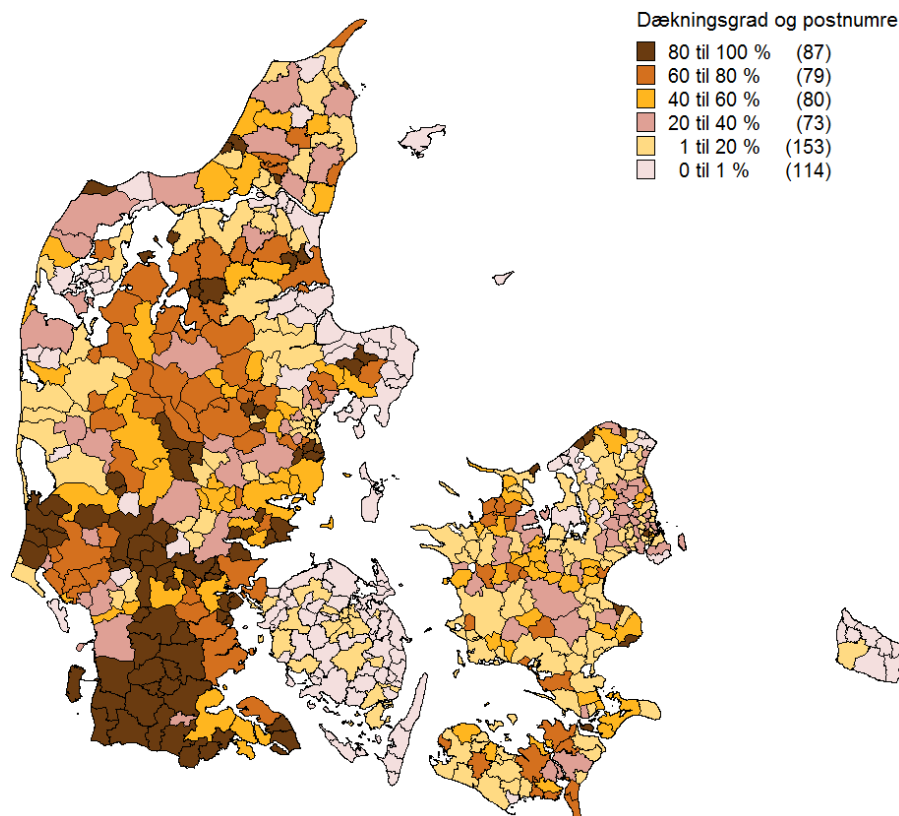 Dækningsgrad og postnumre
80 til 100 % (87)
60 til 80 % (79)
40 til 60 % (80)
20 til 40 % (73)
1 til 20 % (153)
0 til 1 % (114)